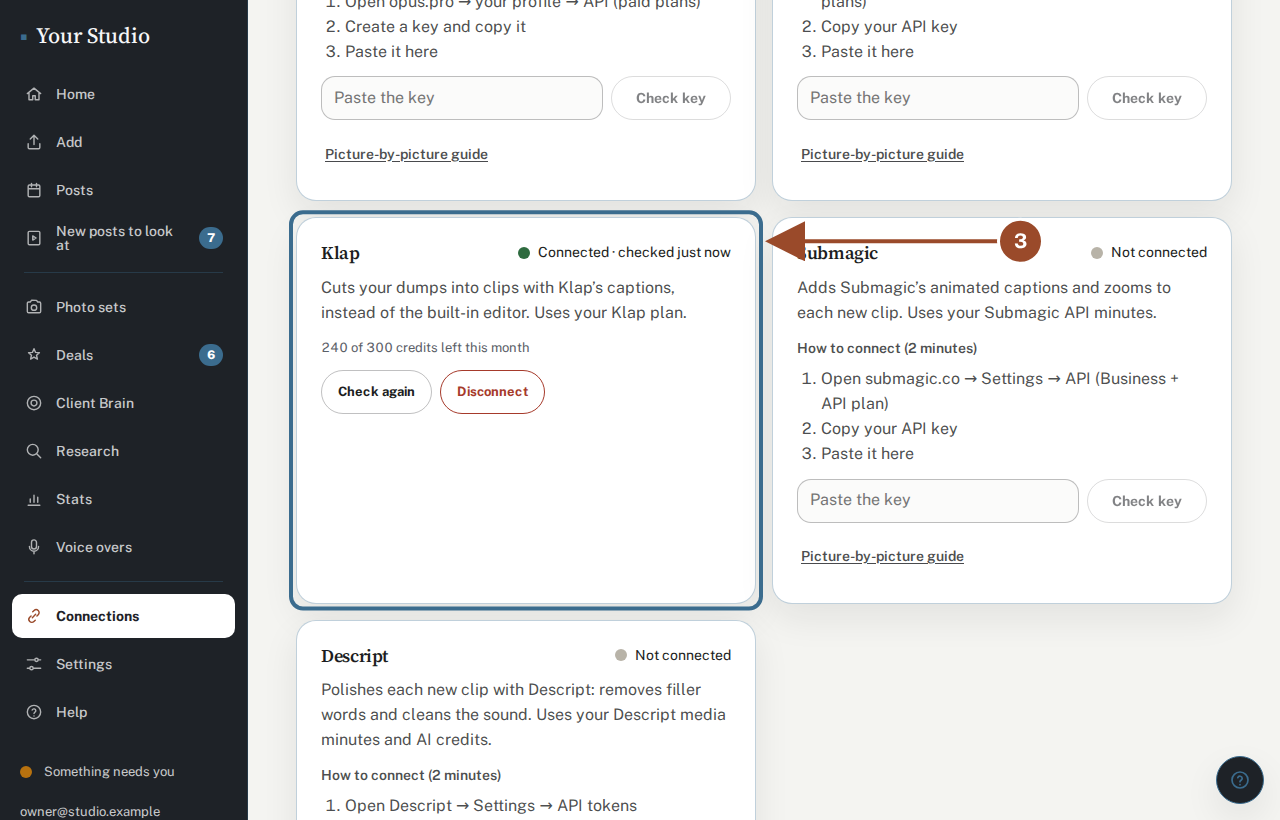 Your Studio
Home
Add
Posts
New posts to look
at
7
Photo sets
Deals
6
Client Brain
Research
Stats
Voice overs
Connections
Settings
Help
Something needs you
owner@studio.example
1. Open opus.pro → your profile → API (paid plans)
2. Create a key and copy it
3. Paste it here
Paste the key
Check key
Picture-by-picture guide
plans)
2. Copy your API key
3. Paste it here
Paste the key
Check key
Picture-by-picture guide
Klap
Connected · checked just now
Cuts your dumps into clips with Klap's captions,
instead of the built-in editor. Uses your Klap plan.
240 of 300 credits left this month
Check again
Disconnect
3
Submagic
Not connected
Adds Submagic's animated captions and zooms to
each new clip. Uses your Submagic API minutes.
How to connect (2 minutes)
1. Open submagic.co → Settings → API (Business +
API plan)
2. Copy your API key
3. Paste it here
Paste the key
Check key
Picture-by-picture guide
Descript
Not connected
Polishes each new clip with Descript: removes filler
words and cleans the sound. Uses your Descript media
minutes and AI credits.
How to connect (2 minutes)
1. Open Descript → Settings → API tokens